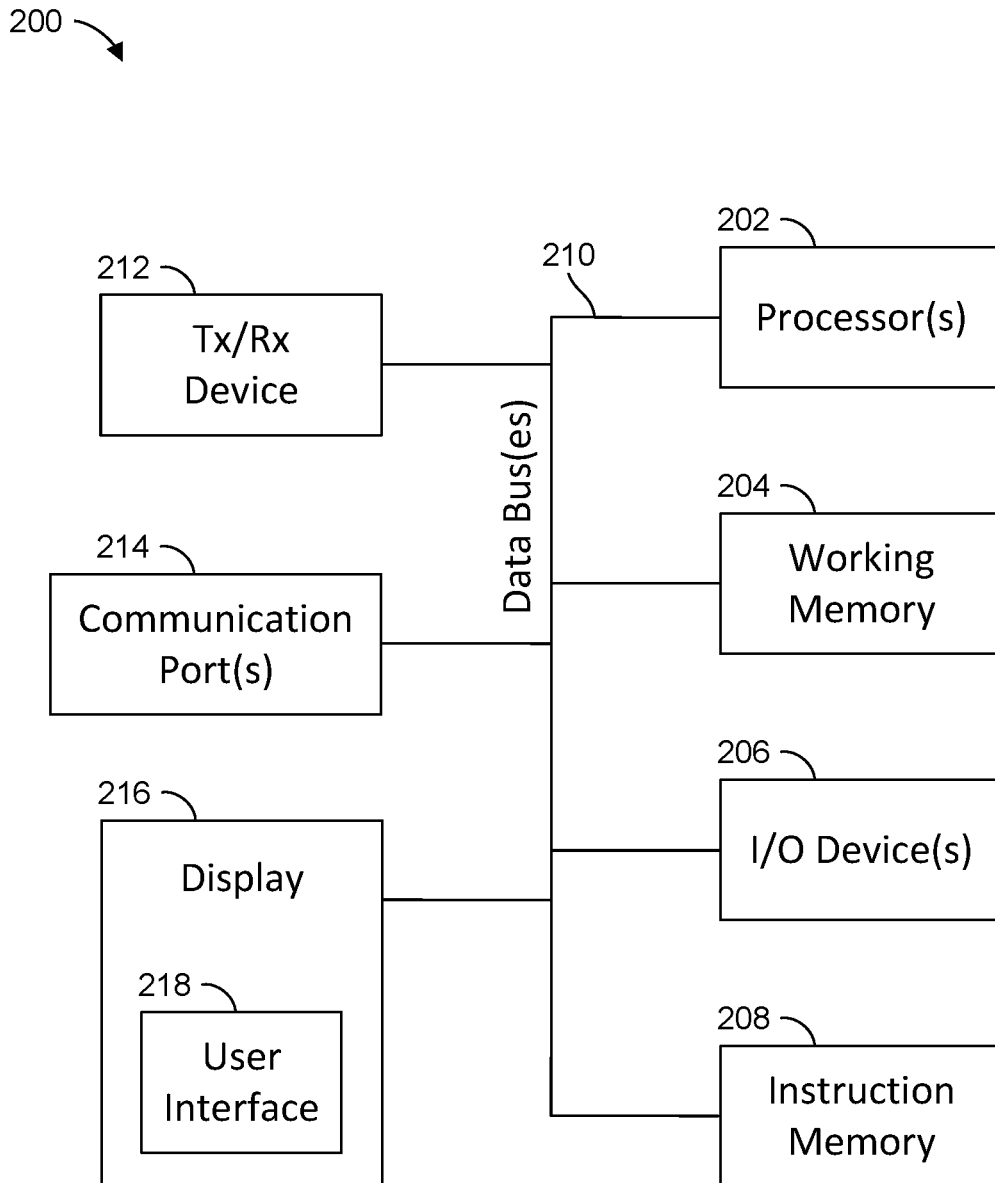 200
212
Tx/Rx
Device
214
Communication
Port(s)
216
Display
218
User
Interface
210
Data Bus(es)
202
Processor(s)
204
Working
Memory
206
I/O Device(s)
208
Instruction
Memory